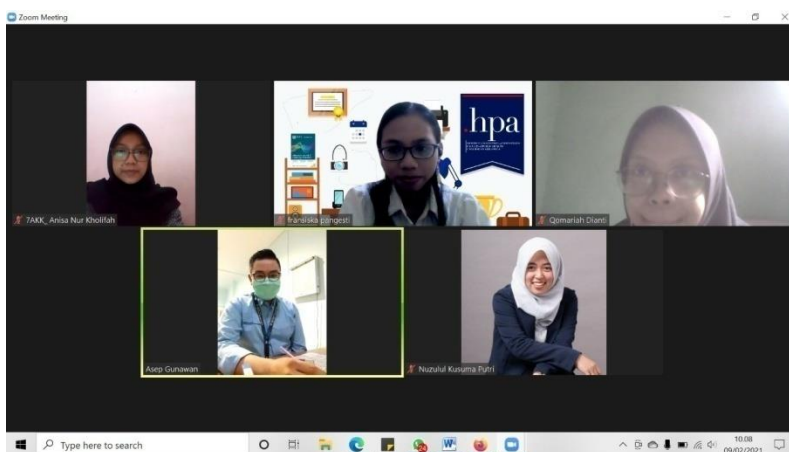 Zoom Meeting
.hpa
7AKK_ Anisa Nur Kholifah
fransiska pangesti
Qomariah Dianti
Asep Gunawan
Nuzulul Kusuma Putri
Type here to search
24
10.08
09/02/2021